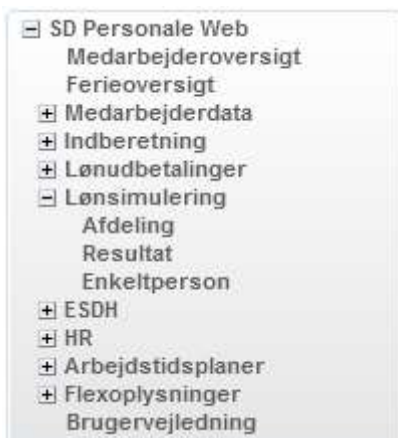 SD Personale Web
Medarbejderoversigt
Ferieoversigt
Medarbejderdata
Indberetning
Lønudbetalinger
Lønsimulering
Afdeling
Resultat
Enkeltperson
ESDH
HR
Arbejdstidsplaner
Flexoplysninger
Brugervejledning